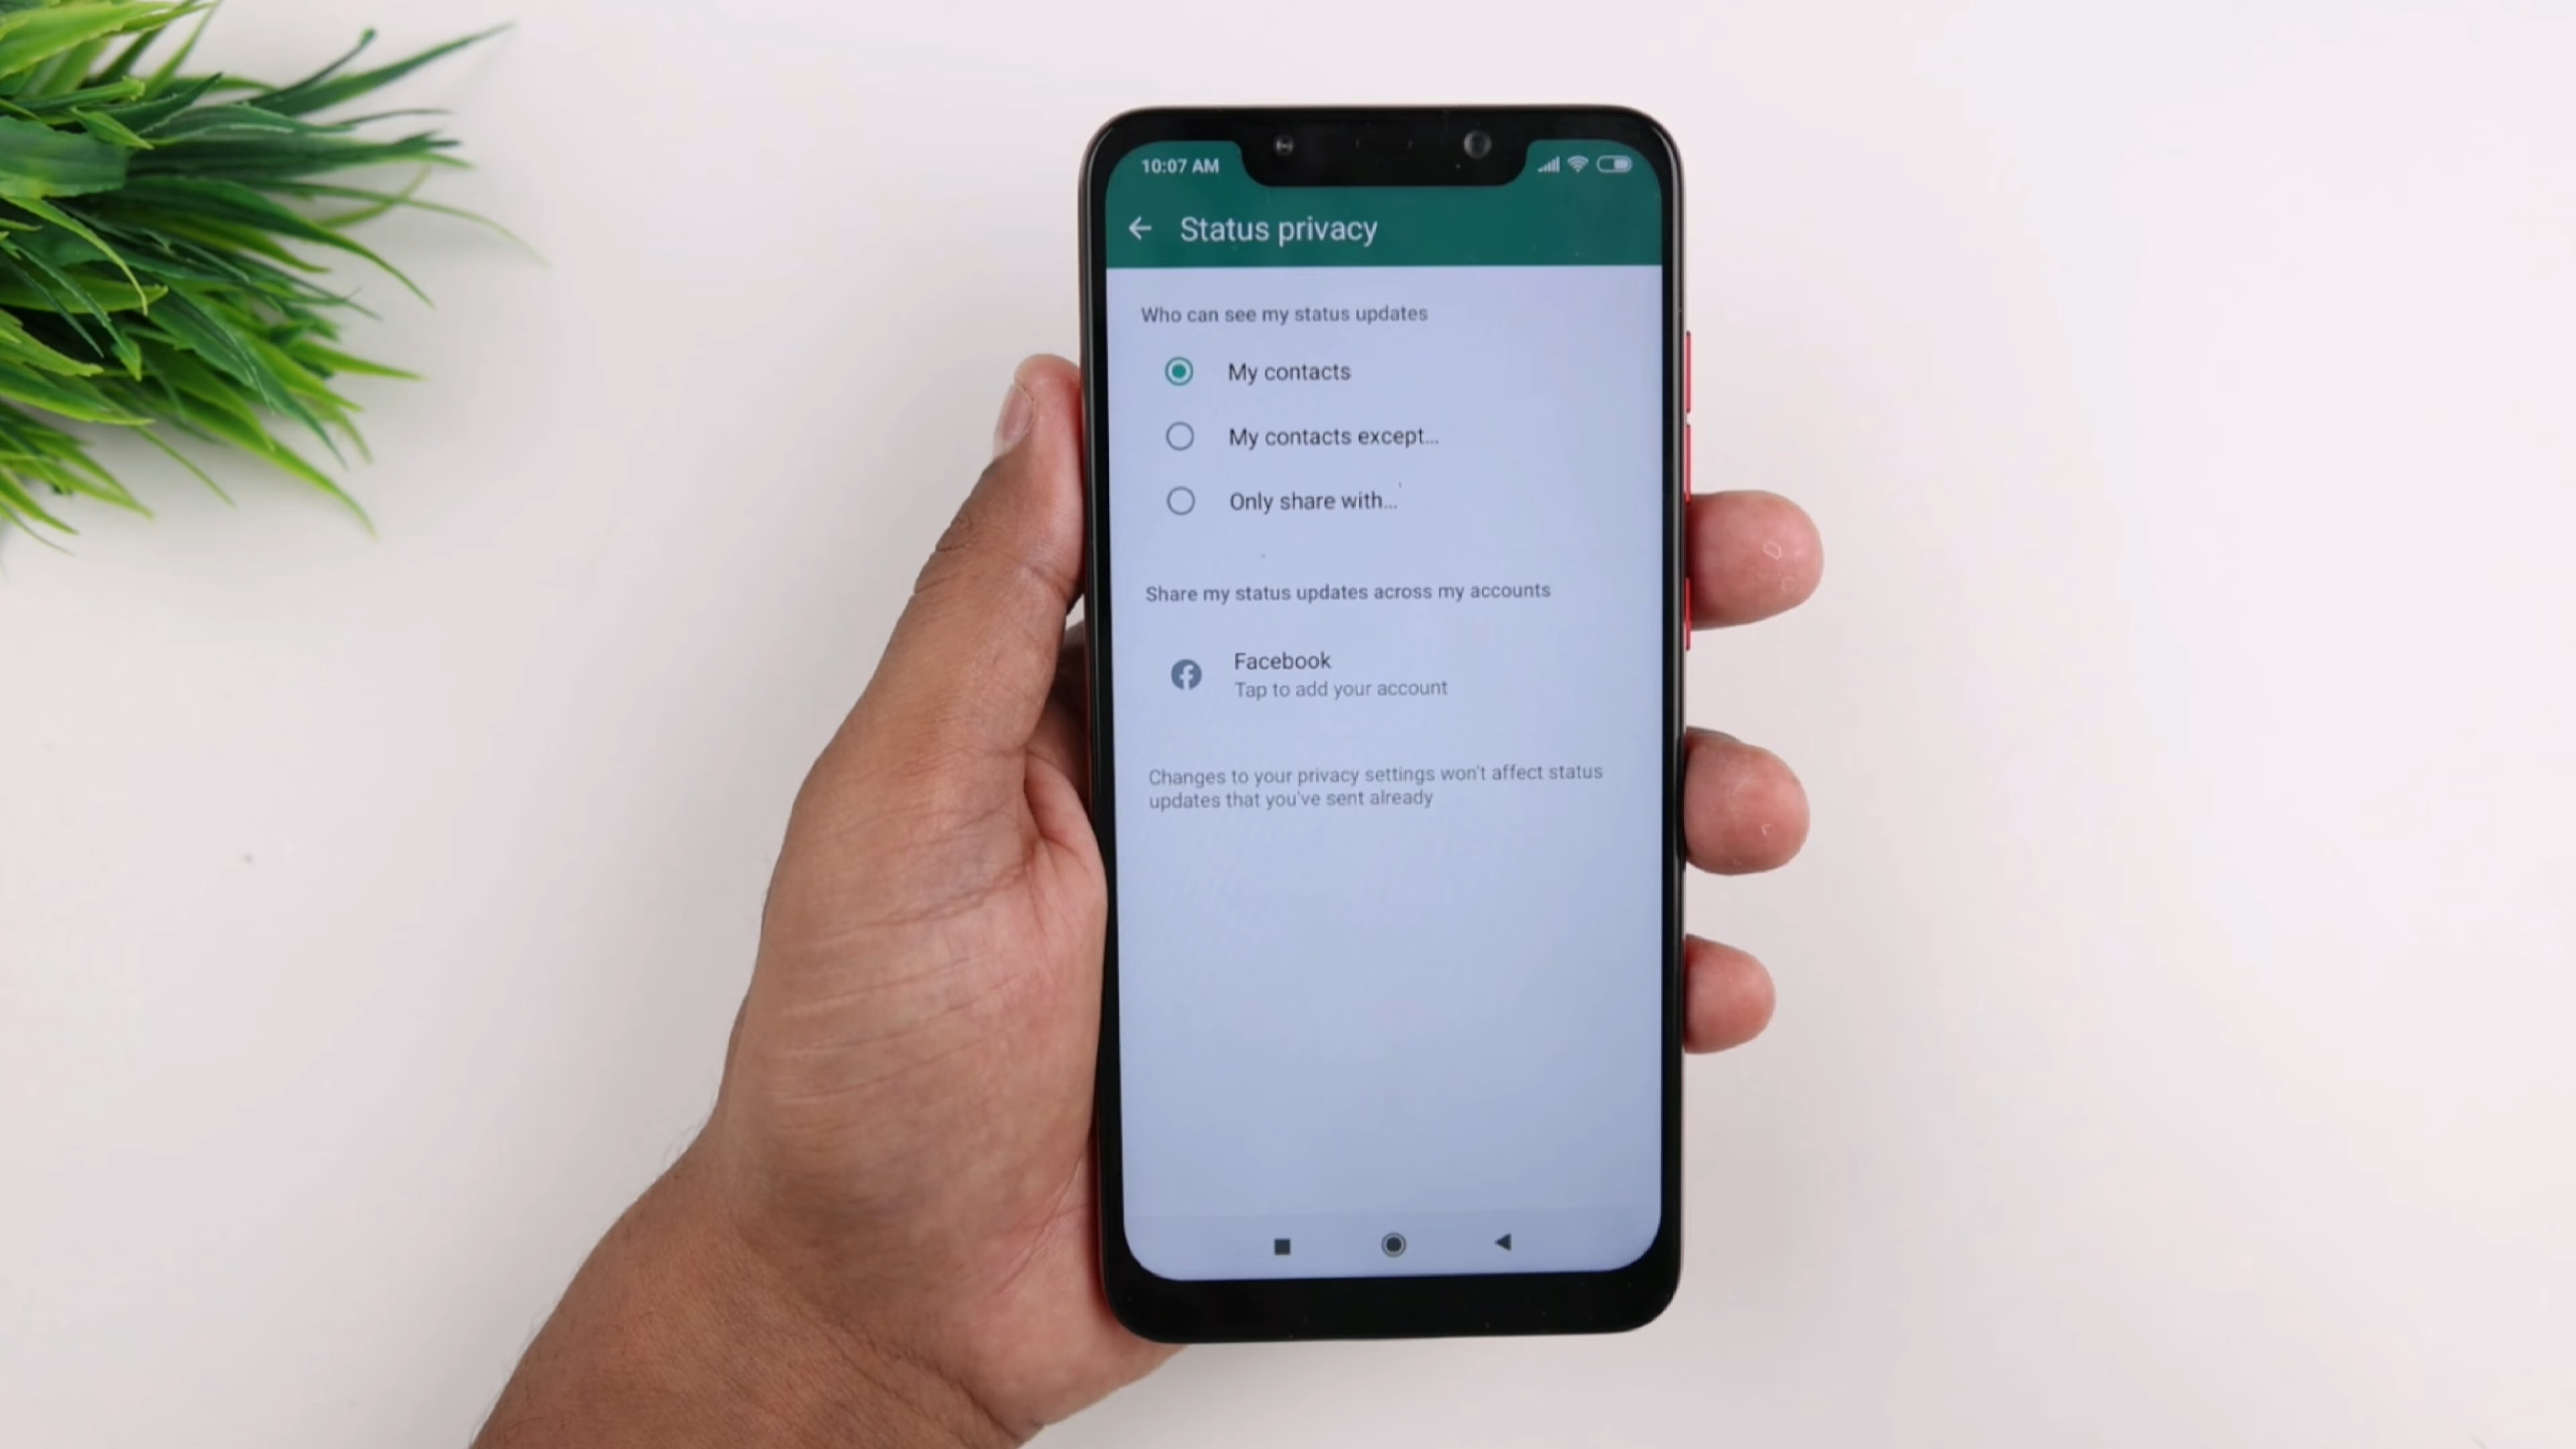 10:07 AM
Status privacy
Who can see my status updates
My contacts
My contacts except...
Only share with...
Share my status updates across my accounts
Facebook
Tap to add your account
Changes to your privacy settings won't affect status
updates that you've sent already